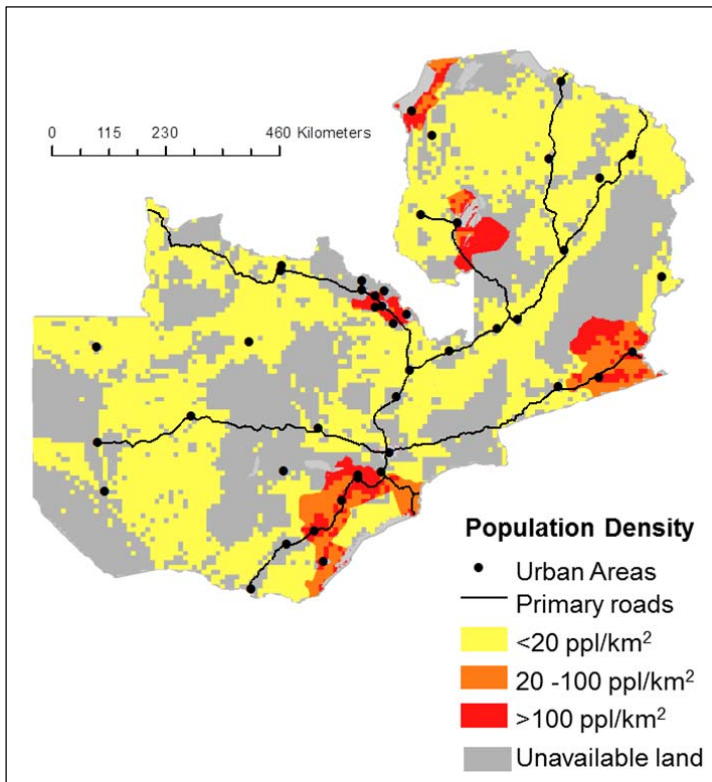 0 115 230 460 Kilometers
Population Density
Urban Areas
Primary roads
<20 ppl/km²
20 -100 ppl/km²
>100 ppl/km²
Unavailable land